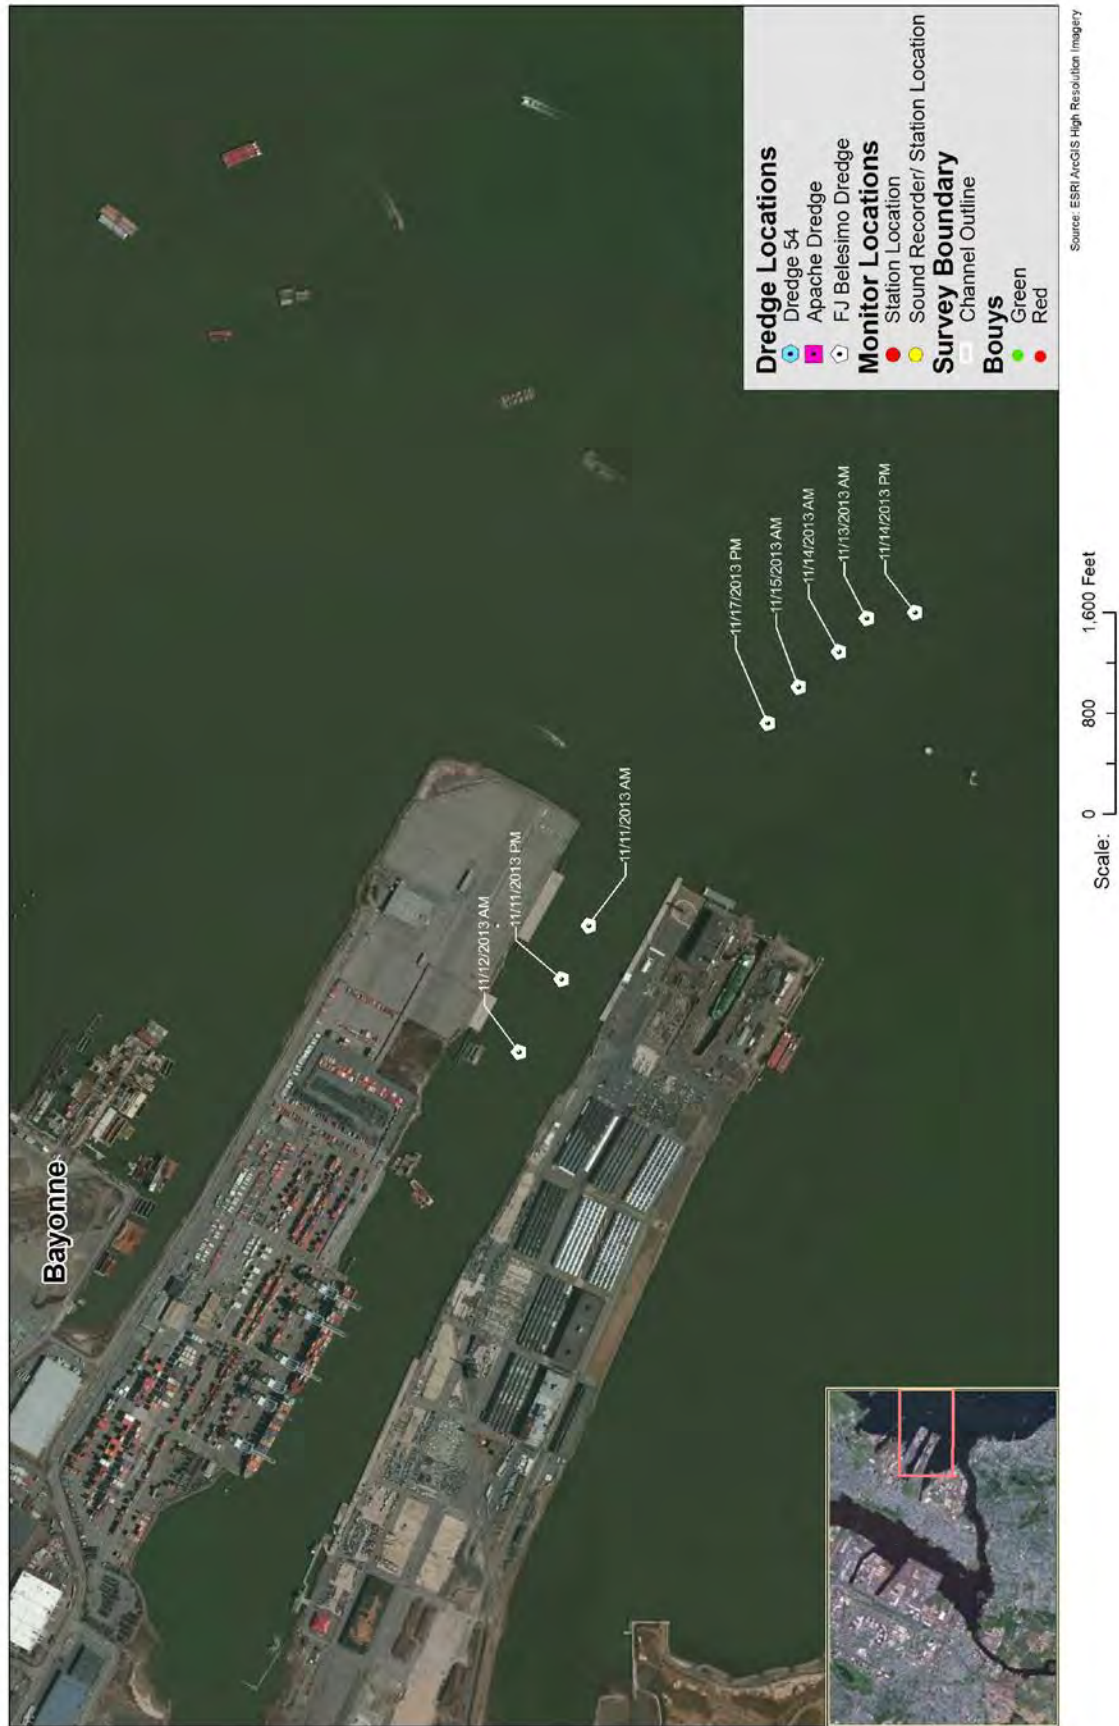 Bayonne
11/12/2013 AM
11/11/2013 PM
11/11/2013 AM
11/17/2013 PM
11/15/2013 AM
11/14/2013 AM
11/13/2013 AM
11/14/2013 PM
Dredge Locations
Dredge 54
Apache Dredge
FJ Belesimo Dredge
Monitor Locations
Station Location
Sound Recorder/ Station Location
Survey Boundary
Channel Outline
Bouys
Green
Red
Scale:
0 800 1,600 Feet
Source: ESRI ArcGIS High Resolution Imagery